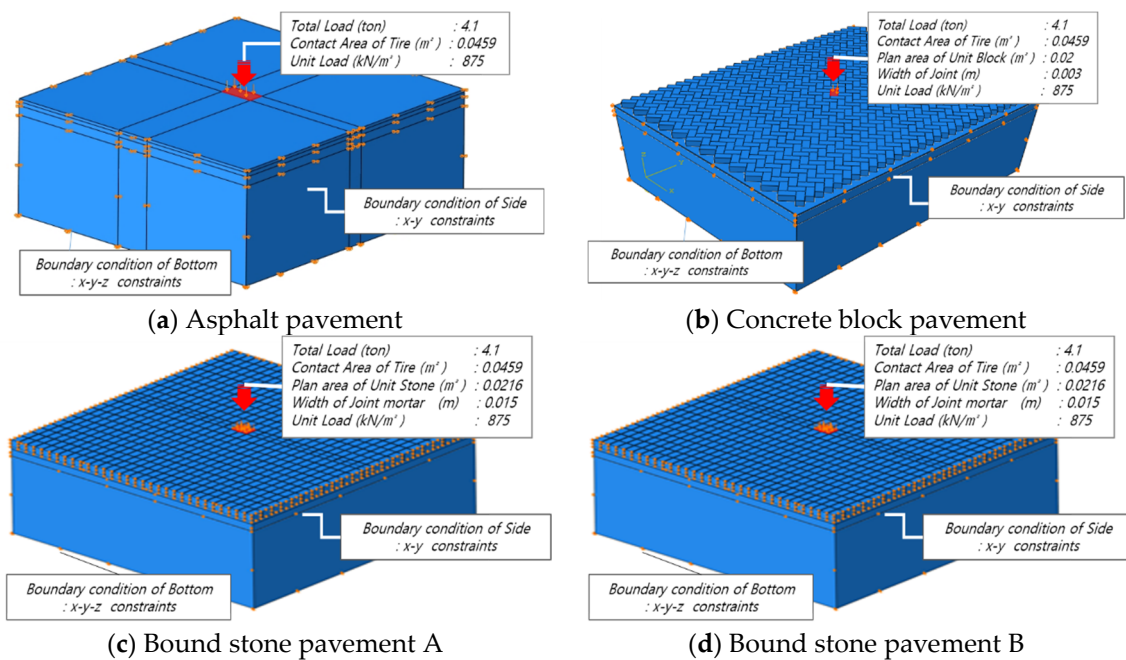 Total Load (ton) : 4.1
Contact Area of Tire (㎡) : 0.0459
Unit Load (kN/㎡) : 875
Boundary condition of Side
: x-y constraints
Boundary condition of Bottom
: x-y-z constraints
(a) Asphalt pavement
Total Load (ton) : 4.1
Contact Area of Tire (㎡) : 0.0459
Plan area of Unit Block (㎡) : 0.02
Width of Joint (m) : 0.003
Unit Load (kN/㎡) : 875
Z
Y
X
Boundary condition of Side
: x-y constraints
Boundary condition of Bottom
: x-y-z constraints
(b) Concrete block pavement
Total Load (ton) : 4.1
Contact Area of Tire (㎡) : 0.0459
Plan area of Unit Stone (㎡) : 0.0216
Width of Joint mortar (m) : 0.015
Unit Load (kN/㎡) : 875
Boundary condition of Side
: x-y constraints
Boundary condition of Bottom
: x-y-z constraints
(c) Bound stone pavement A
Total Load (ton) : 4.1
Contact Area of Tire (㎡) : 0.0459
Plan area of Unit Stone (㎡) : 0.0216
Width of Joint mortar (m) : 0.015
Unit Load (kN/㎡) : 875
Boundary condition of Side
: x-y constraints
Boundary condition of Bottom
: x-y-z constraints
(d) Bound stone pavement B